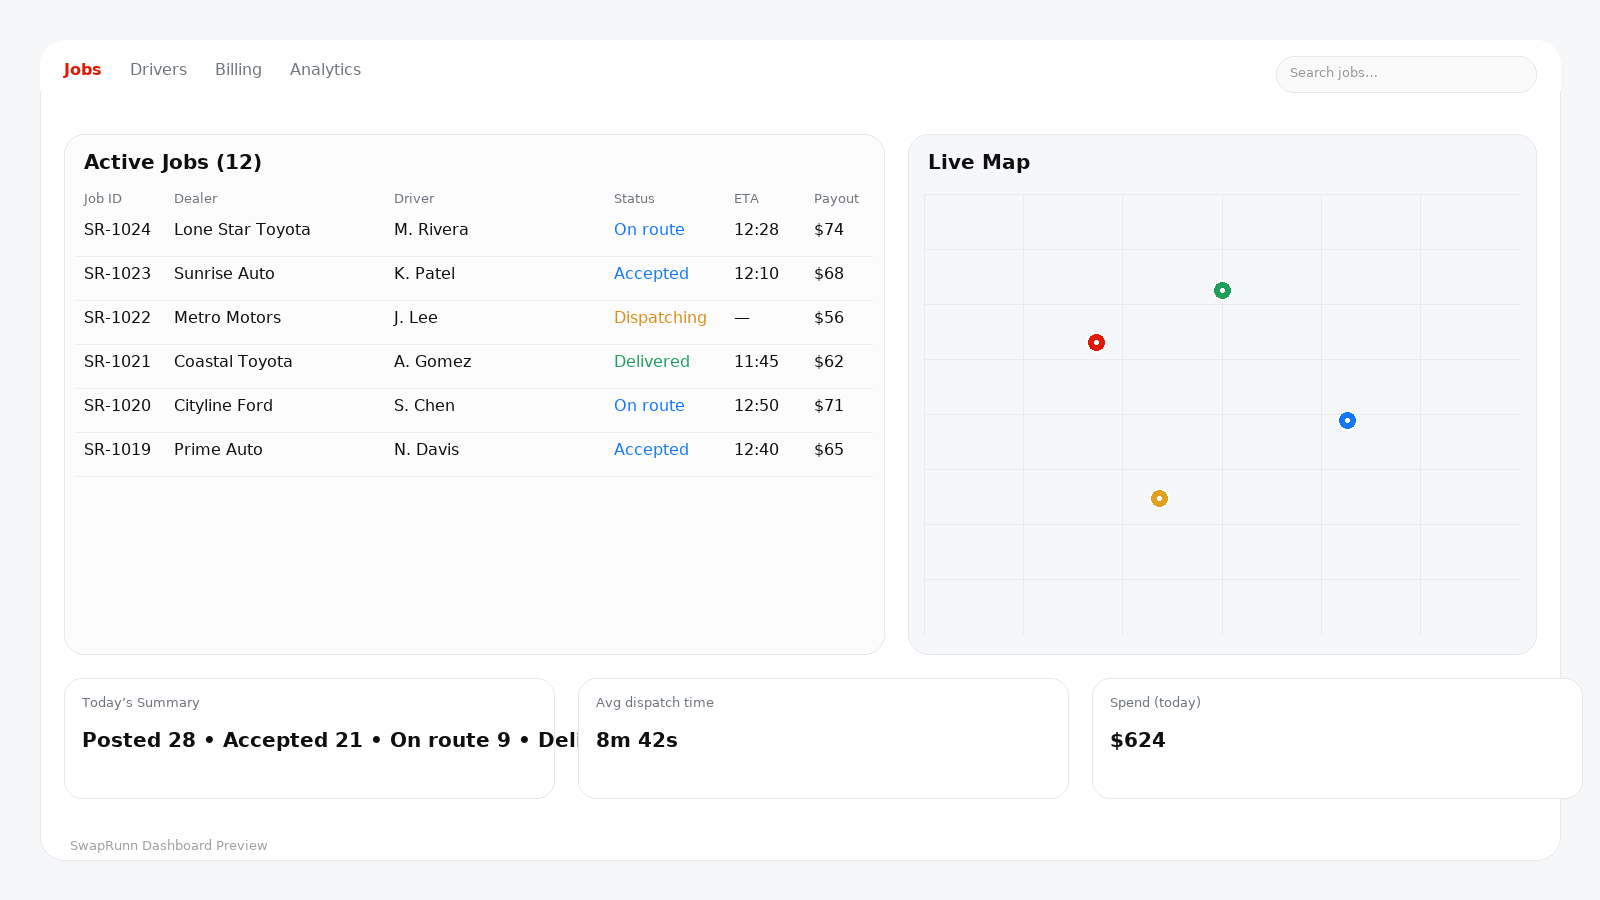 Jobs Drivers Billing Analytics Search jobs...
Active Jobs (12)
Job ID Dealer Driver Status ETA Payout
SR-1024 Lone Star Toyota M. Rivera On route 12:28 $74
SR-1023 Sunrise Auto K. Patel Accepted 12:10 $68
SR-1022 Metro Motors J. Lee Dispatching — $56
SR-1021 Coastal Toyota A. Gomez Delivered 11:45 $62
SR-1020 Cityline Ford S. Chen On route 12:50 $71
SR-1019 Prime Auto N. Davis Accepted 12:40 $65
Live Map
Today’s Summary
Posted 28 • Accepted 21 • On route 9 •
Avg dispatch time
8m 42s
Spend (today)
$624
SwapRunn Dashboard Preview